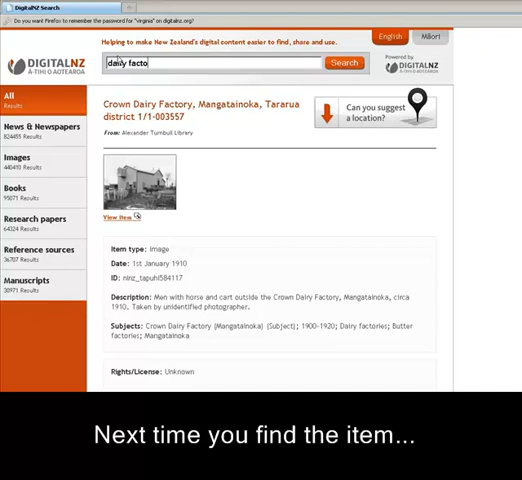 DigitalNZ Search
Do you want Firefox to remember the password for "virginia" on digitalnz.org?
Helping to make New Zealand's digital content easier to find, share and use.
English
Māori
DIGITALNZ
Ā-TIHI O AOTEAROA
daily facto
Search
Powered by
DIGITALNZ
Ā-TIHI O AOTEAROA
All
Results
News & Newspapers
824455 Results
Images
440410 Results
Books
95071 Results
Research papers
64324 Results
Reference sources
36707 Results
Manuscripts
30971 Results
Crown Dairy Factory, Mangatainoka, Tararua
district 1/1-003557
From: Alexander Turnbull Library
Can you suggest
a location?
View item
Item type: Image
Date: 1st January 1910
ID: nlnz_tapuhi584117
Description: Men with horse and cart outside the Crown Dairy Factory, Mangatainoka, circa
1910. Taken by unidentified photographer.
Subjects: Crown Dairy Factory (Mangatainoka) [Subject]; 1900-1920; Dairy factories; Butter
factories; Mangatainoka
Rights/License: Unknown
Next time you find the item...